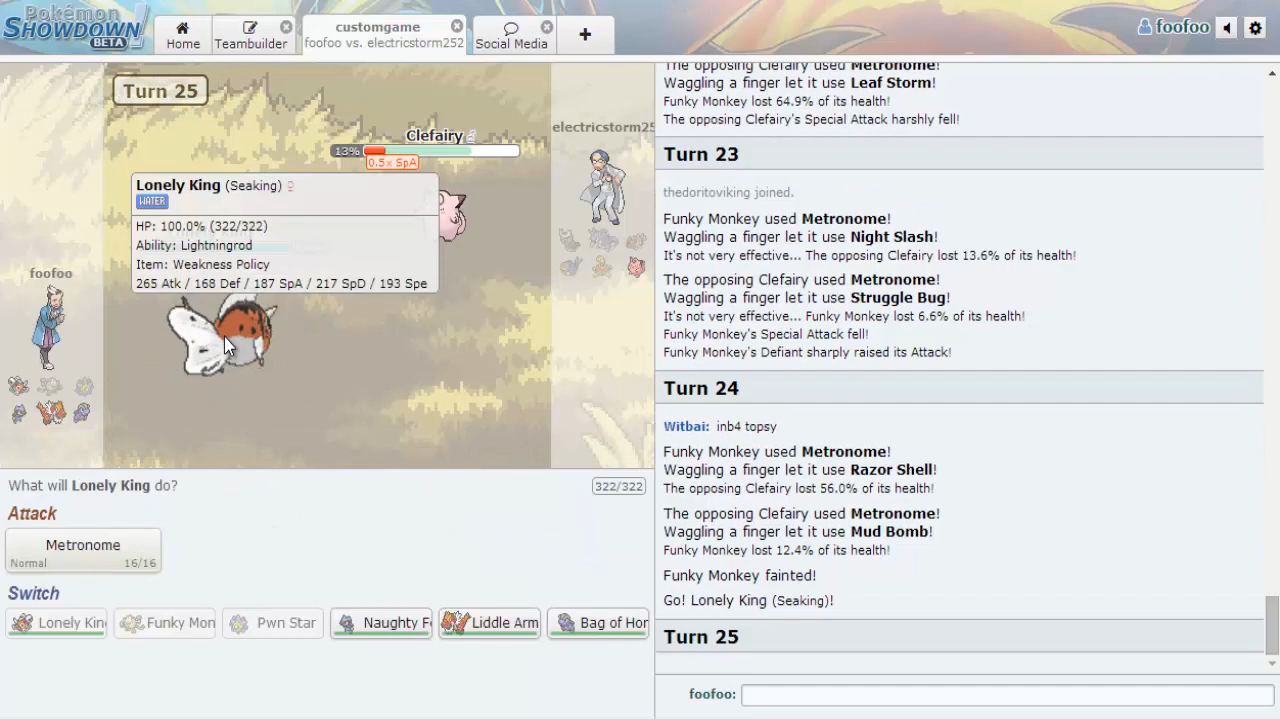 Pokémon
SHOWDOWN!
BETA
Home
Teambuilder
customgame
foofoo vs. electricstorm252
Social Media
+
foofoo
Turn 25
Clefairy
13%
0.5x SpA
electricstorm25
Lonely King (Seaking) ♀
WATER
HP: 100.0% (322/322)
Ability: Lightningrod
Item: Weakness Policy
265 Atk / 168 Def / 187 SpA / 217 SpD / 193 Spe
foofoo
What will Lonely King do?
322/322
Attack
Metronome
Normal 16/16
Switch
Lonely Kin
Funky Mon
Pwn Star
Naughty F
Liddle Arm
Bag of Hor
The opposing Clefairy used Metronome!
Waggling a finger let it use Leaf Storm!
Funky Monkey lost 64.9% of its health!
The opposing Clefairy's Special Attack harshly fell!
Turn 23
thedoritoviking joined.
Funky Monkey used Metronome!
Waggling a finger let it use Night Slash!
It's not very effective... The opposing Clefairy lost 13.6% of its health!
The opposing Clefairy used Metronome!
Waggling a finger let it use Struggle Bug!
It's not very effective... Funky Monkey lost 6.6% of its health!
Funky Monkey's Special Attack fell!
Funky Monkey's Defiant sharply raised its Attack!
Turn 24
Witbai: inb4 topsy
Funky Monkey used Metronome!
Waggling a finger let it use Razor Shell!
The opposing Clefairy lost 56.0% of its health!
The opposing Clefairy used Metronome!
Waggling a finger let it use Mud Bomb!
Funky Monkey lost 12.4% of its health!
Funky Monkey fainted!
Go! Lonely King (Seaking)!
Turn 25
foofoo: